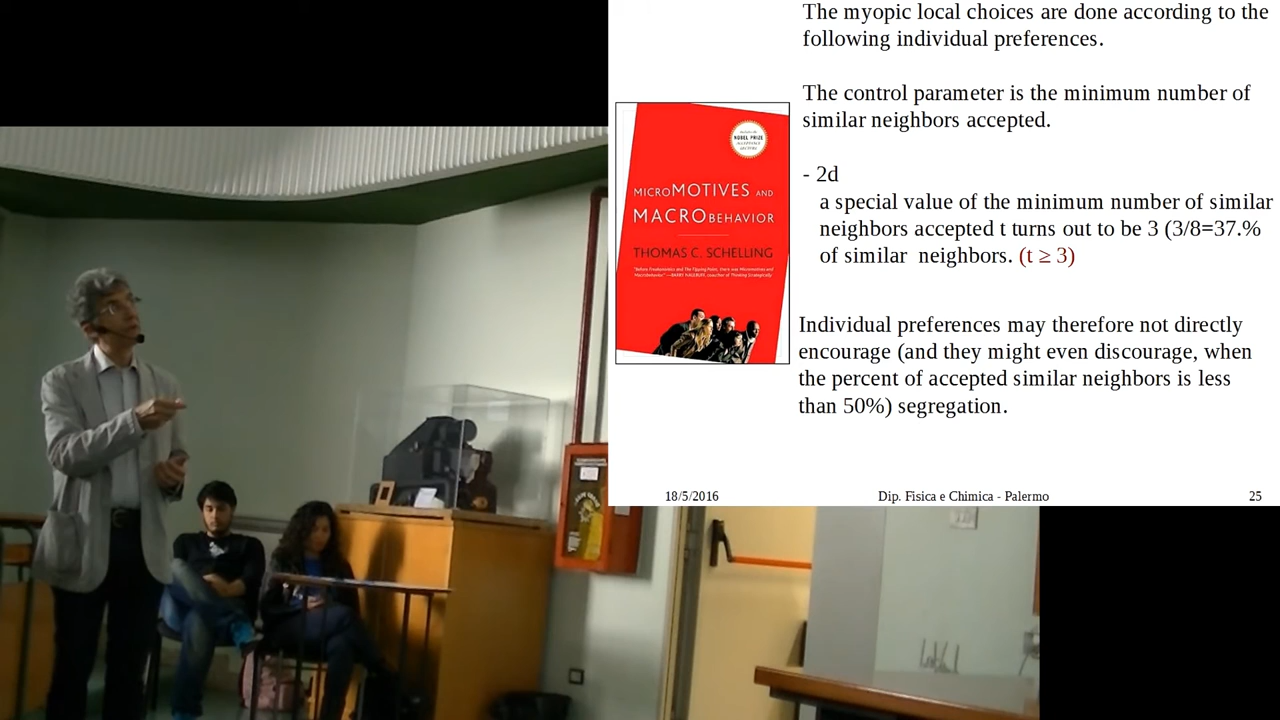 The myopic local choices are done according to the
following individual preferences.
The control parameter is the minimum number of
similar neighbors accepted.
- 2d
a special value of the minimum number of similar
neighbors accepted t turns out to be 3 (3/8=37.%
of similar neighbors. (t ≥ 3)
Individual preferences may therefore not directly
encourage (and they might even discourage, when
the percent of accepted similar neighbors is less
than 50%) segregation.
NOBEL PRIZE
MICROMOTIVES AND
MACROBEHAVIOR
THOMAS C. SCHELLING
18/5/2016
Dip. Fisica e Chimica - Palermo
25